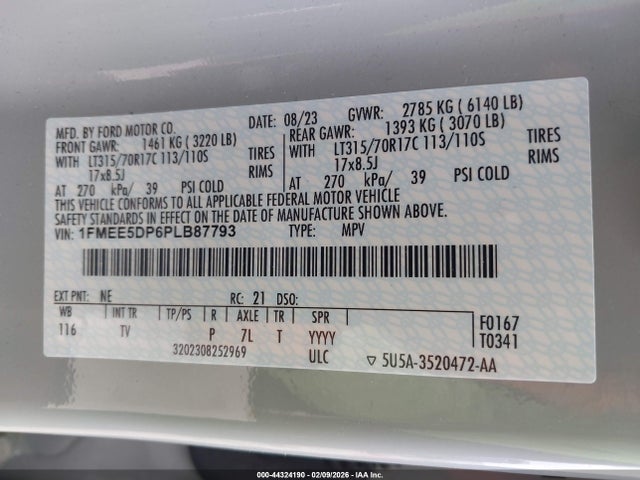 MFD. BY FORD MOTOR CO. DATE: 08/23 GVWR: 2785 KG ( 6140 LB)
FRONT GAWR: 1461 KG ( 3220 LB) REAR GAWR: 1393 KG ( 3070 LB)
WITH LT315/70R17C 113/110S TIRES WITH LT315/70R17C 113/110S TIRES
17x8.5J RIMS 17x8.5J RIMS
AT 270 kPa/ 39 PSI COLD AT 270 kPa/ 39 PSI COLD
THIS VEHICLE CONFORMS TO ALL APPLICABLE FEDERAL MOTOR VEHICLE
SAFETY STANDARDS IN EFFECT ON THE DATE OF MANUFACTURE SHOWN ABOVE.
VIN: 1FMEE5DP6PLB87793 TYPE: MPV
EXT PNT: NE RC: 21 DSO:
WB INT TR TP/PS R AXLE TR SPR F0167
116 TV P 7L T YYYY T0341
3202308252969 ULC ▽ 5U5A-3520472-AA
000-44324190 - 02/09/2026 - IAA Inc.